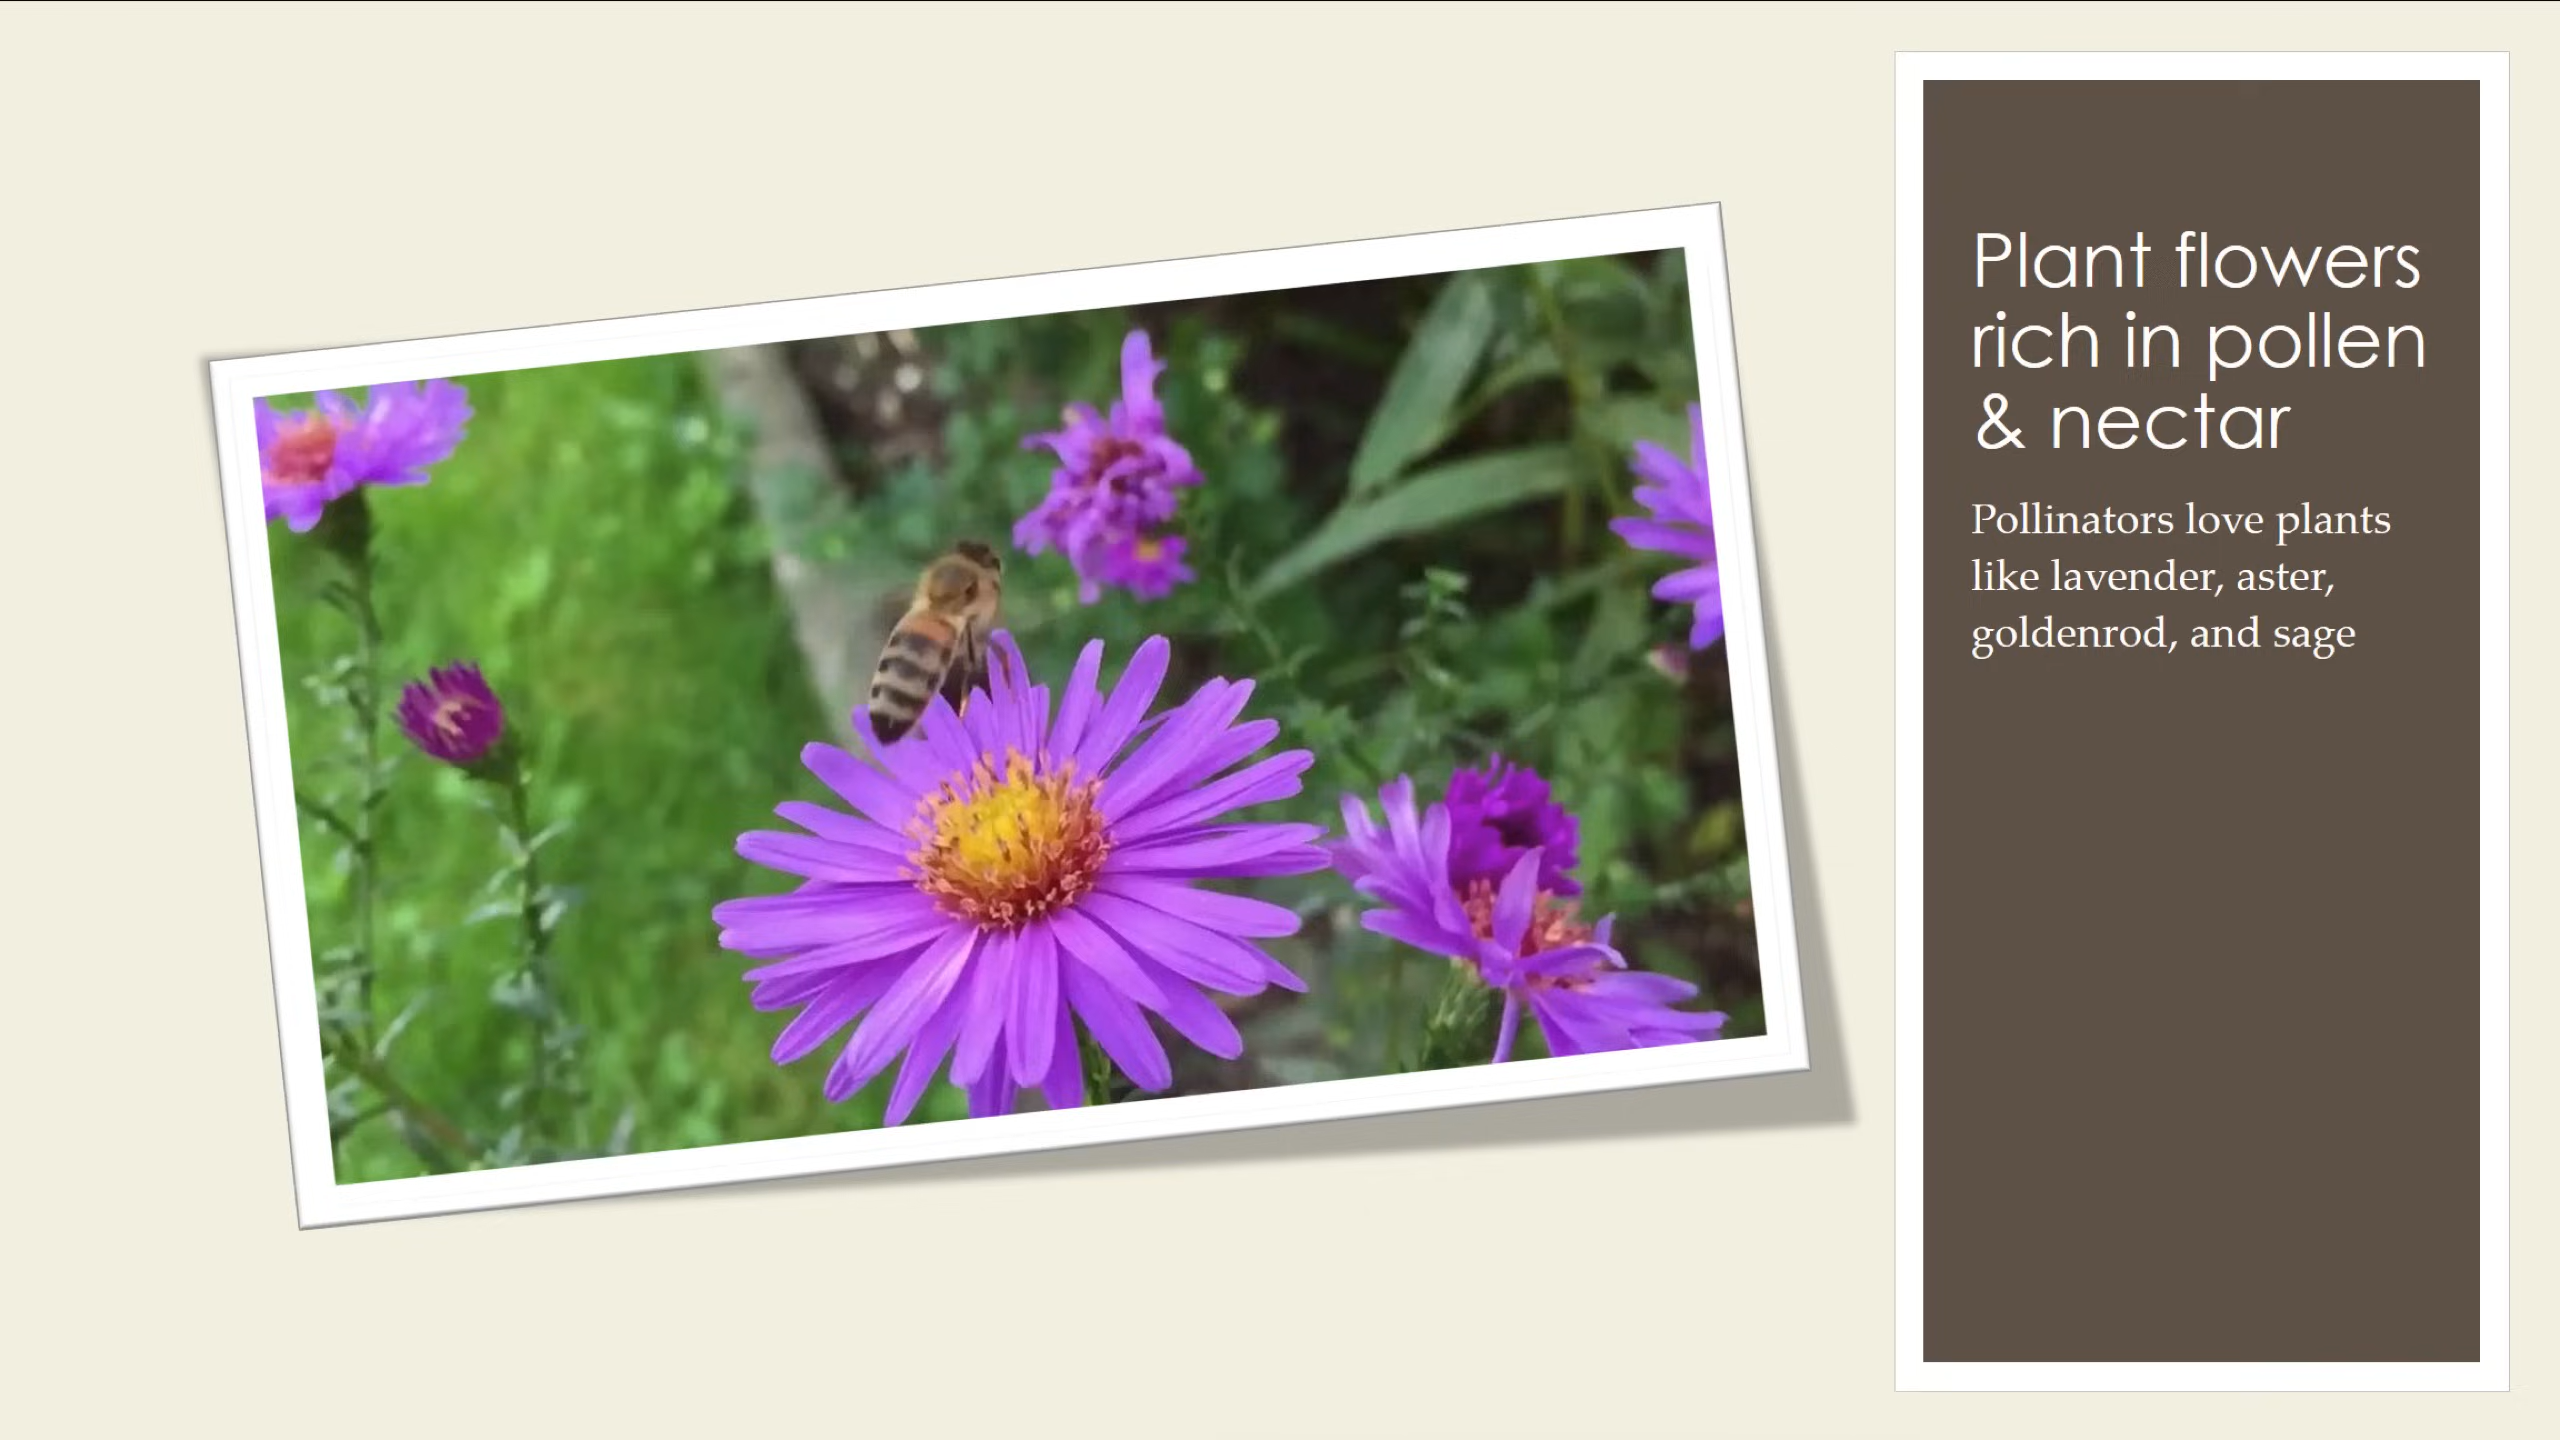 Plant flowers
rich in pollen
& nectar
Pollinators love plants
like lavender, aster,
goldenrod, and sage